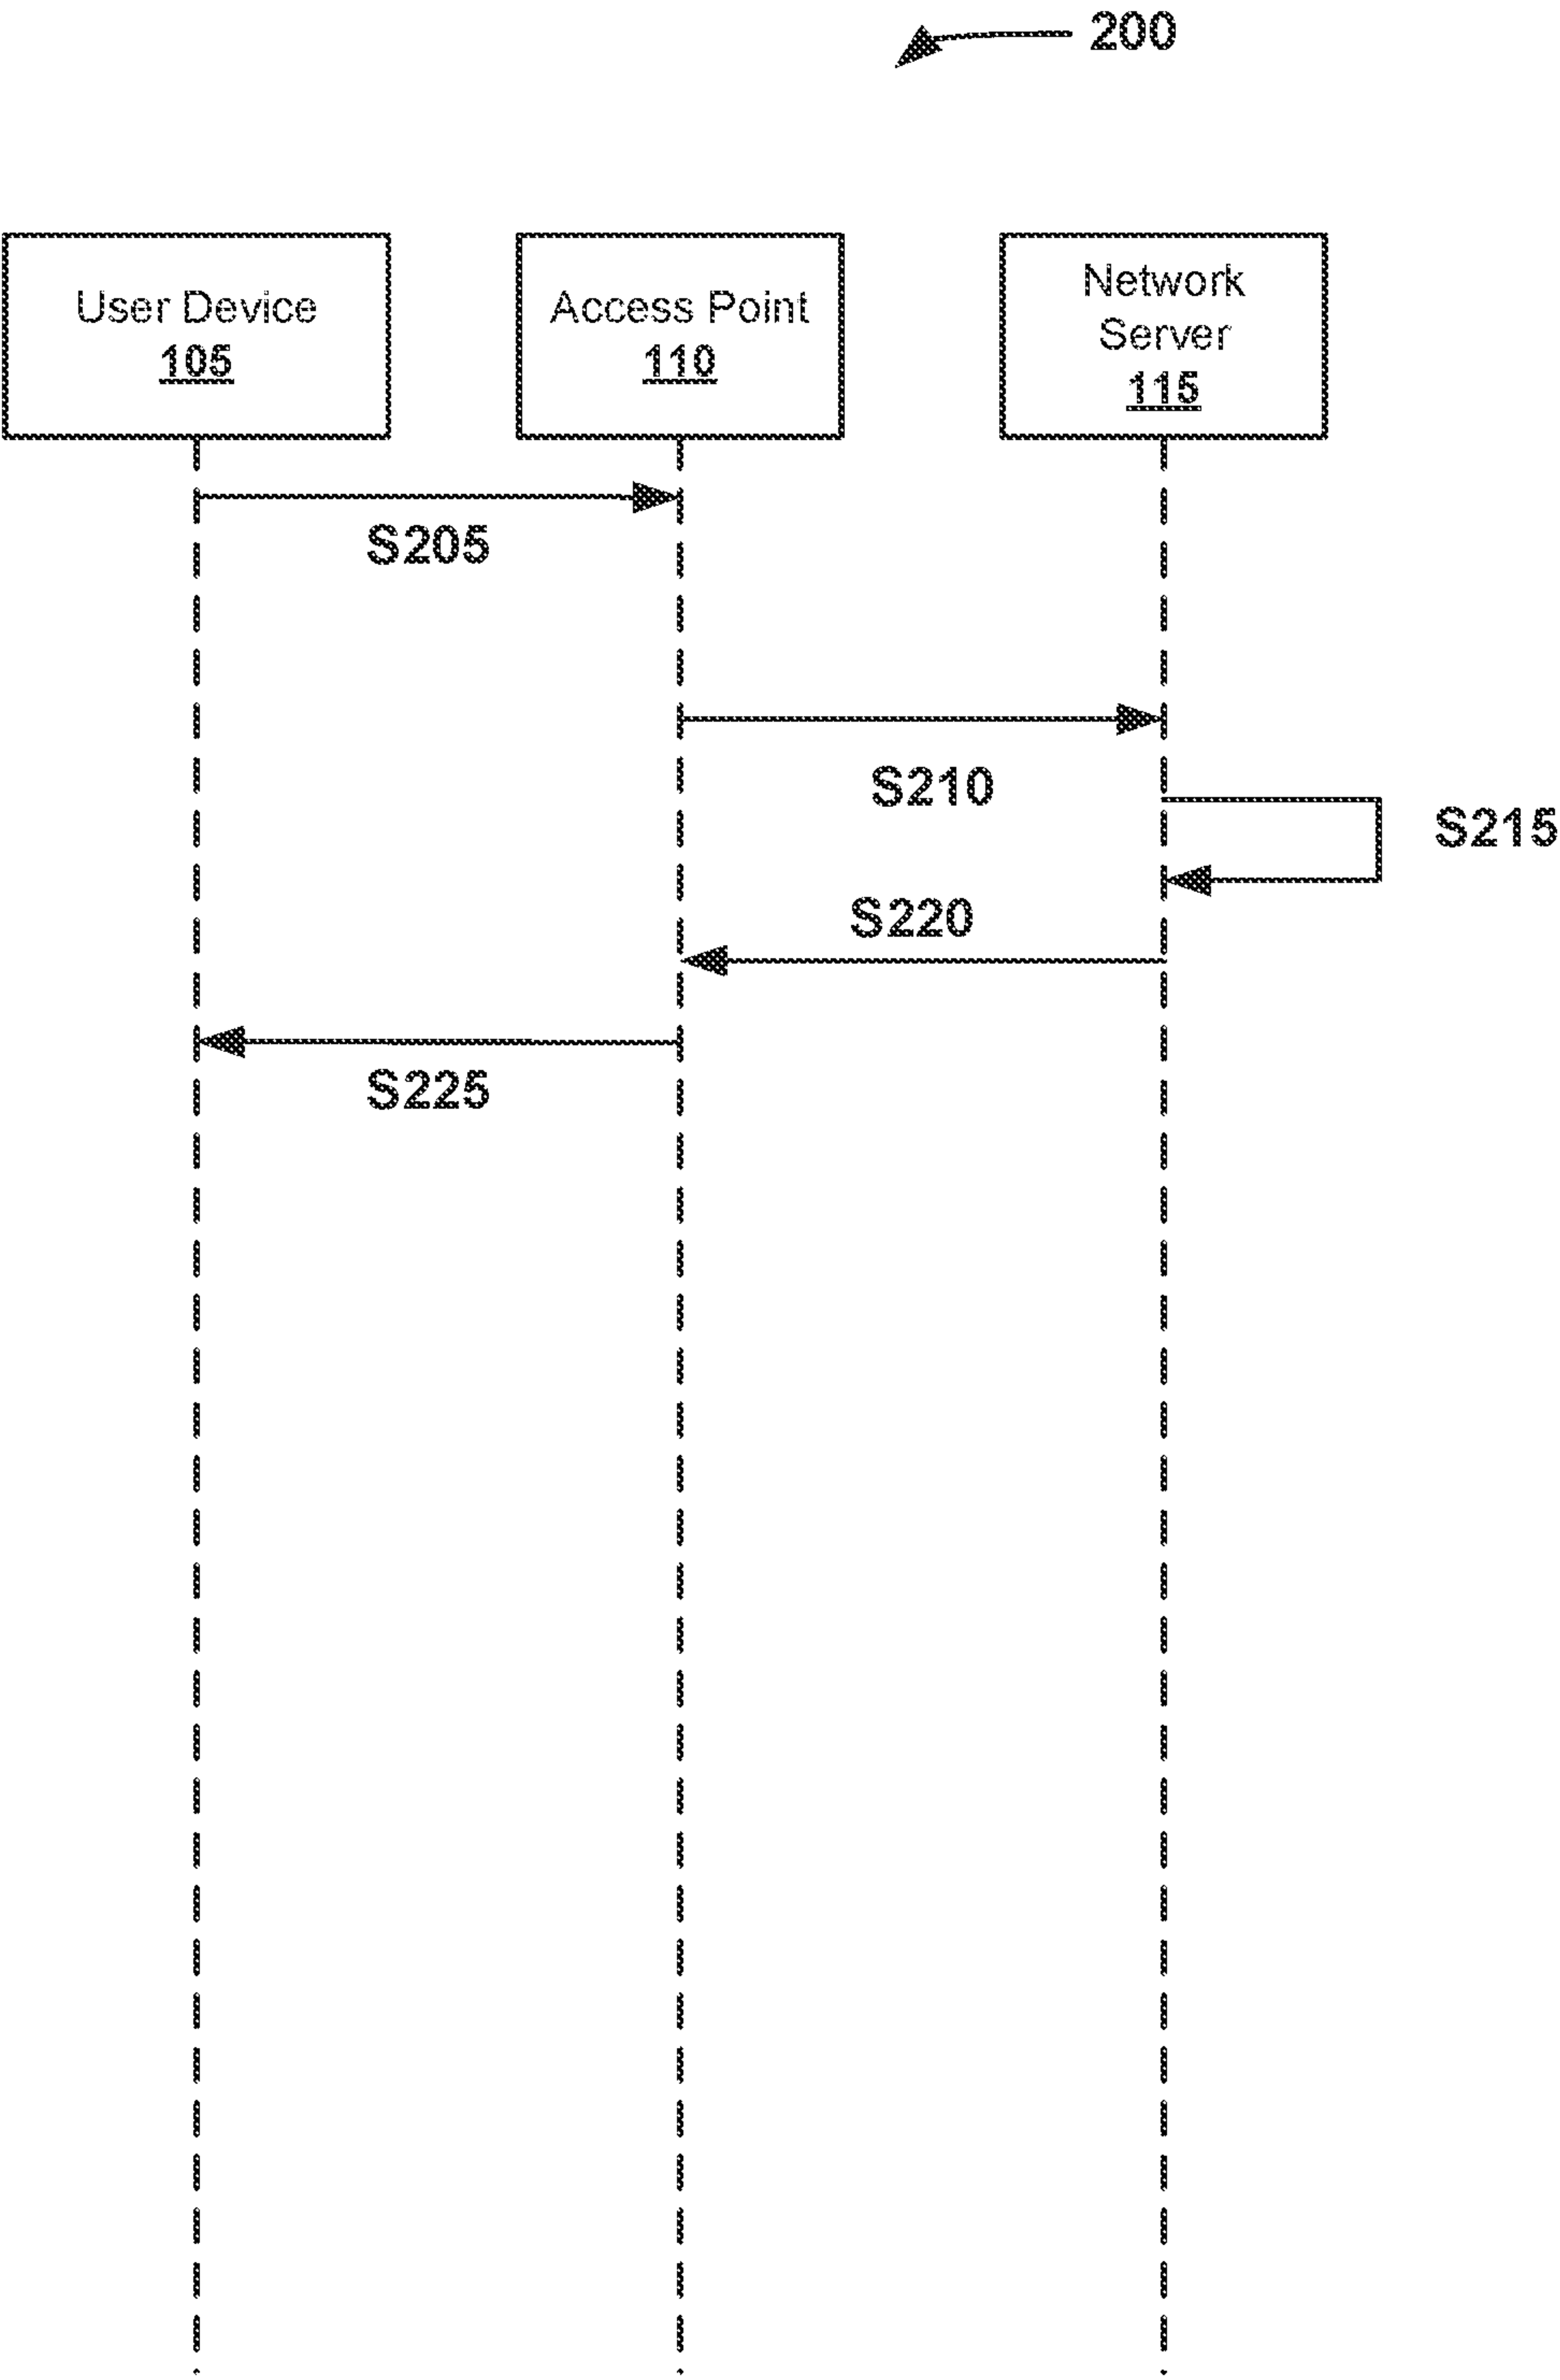 200
User Device
105
Access Point
110
Network
Server
115
S205
S210
S215
S220
S225